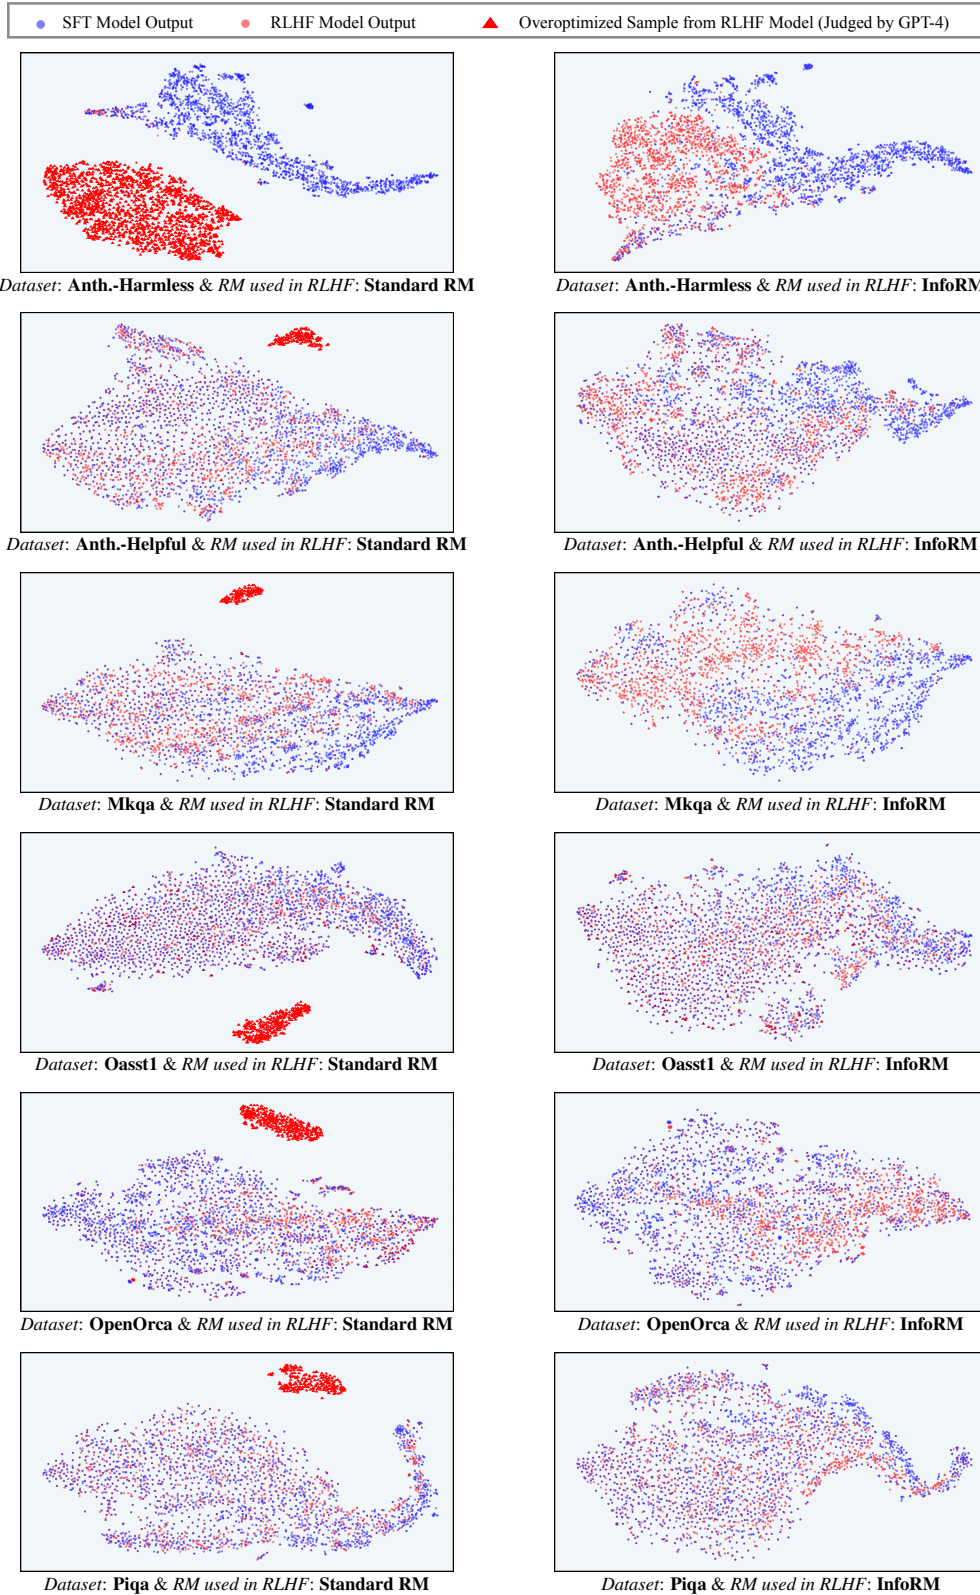 SFT Model Output RLHF Model Output Overoptimized Sample from RLHF Model (Judged by GPT-4)
Dataset: Anth.-Harmless & RM used in RLHF: Standard RM
Dataset: Anth.-Harmless & RM used in RLHF: InfoRM
Dataset: Anth.-Helpful & RM used in RLHF: Standard RM
Dataset: Anth.-Helpful & RM used in RLHF: InfoRM
Dataset: Mkqa & RM used in RLHF: Standard RM
Dataset: Mkqa & RM used in RLHF: InfoRM
Dataset: Oasst1 & RM used in RLHF: Standard RM
Dataset: Oasst1 & RM used in RLHF: InfoRM
Dataset: OpenOrca & RM used in RLHF: Standard RM
Dataset: OpenOrca & RM used in RLHF: InfoRM
Dataset: Piqa & RM used in RLHF: Standard RM
Dataset: Piqa & RM used in RLHF: InfoRM